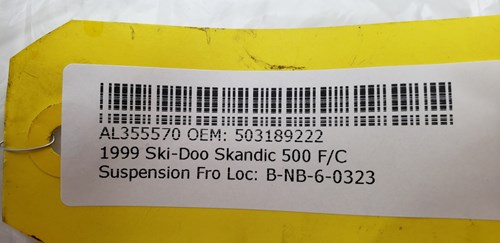 AL355570 OEM: 503189222
1999 Ski-Doo Skandic 500 F/C
Suspension Fro Loc: B-NB-6-0323